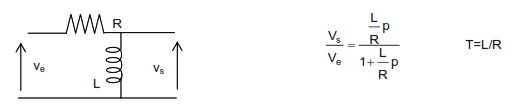 R
Ve
L
Vs
Vs/Ve = (L/R p)/(1+ L/R p)
T=L/R